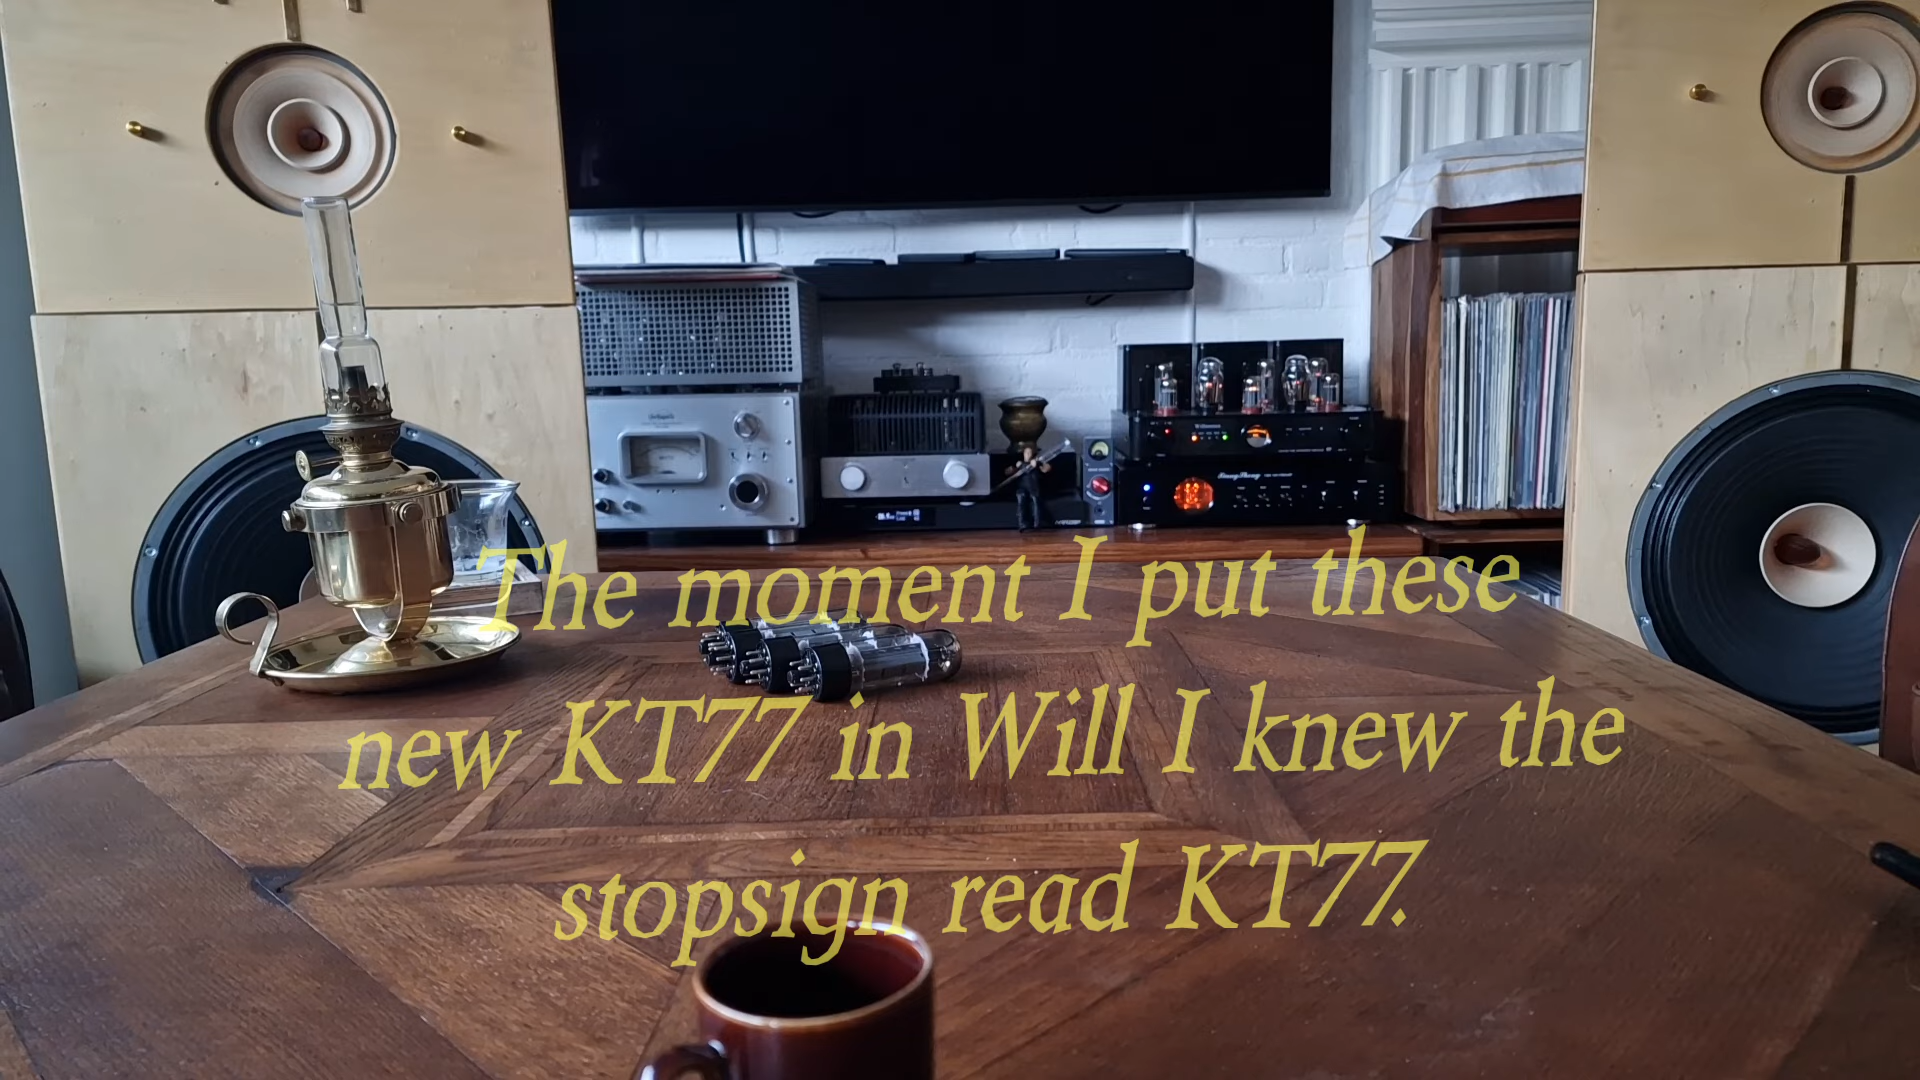 The moment I put these
new KT77 in Will I knew the
stopsign read KT77.